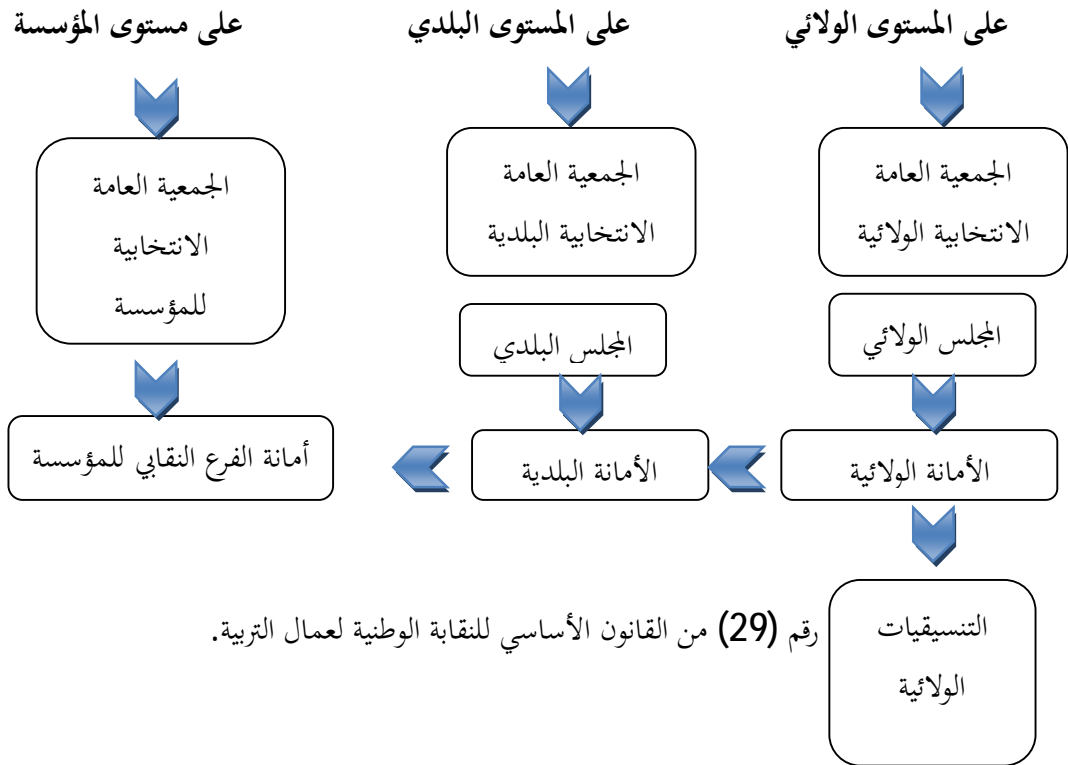 على المستوى الولائي
على المستوى البلدي
على مستوى المؤسسة
الجمعية العامة
الانتخابية الولائية
الجمعية العامة
الانتخابية البلدية
الجمعية العامة
الانتخابية
للمؤسسة
المجلس الولائي
المجلس البلدي
الأمانة الولائية
الأمانة البلدية
أمانة الفرع النقابي للمؤسسة
التنسيقيات
الولائية
رقم (29) من القانون الأساسي للنقابة الوطنية لعمال التربية.